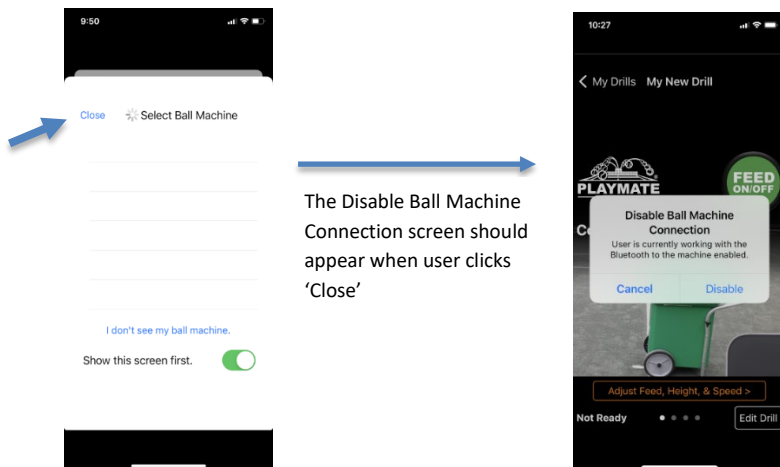 9:50
Close
Select Ball Machine
I don't see my ball machine.
Show this screen first.
The Disable Ball Machine
Connection screen should
appear when user clicks
‘Close’
10:27
My Drills My New Drill
PLAYMATE
FEED
ON/OFF
Disable Ball Machine
Connection
User is currently working with the
Bluetooth to the machine enabled.
Cancel Disable
Adjust Feed, Height, & Speed >
Not Ready
Edit Drill